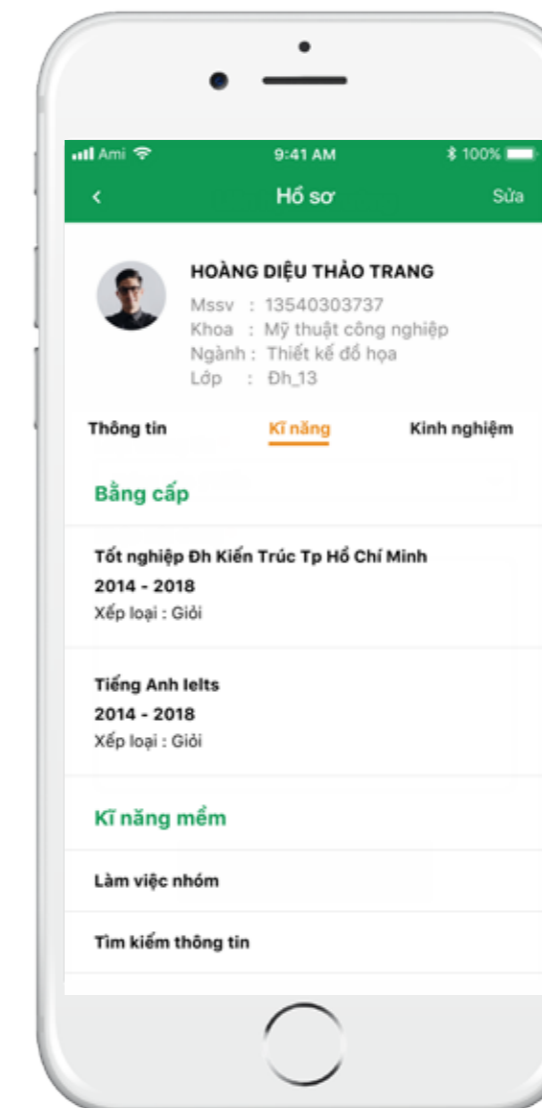 Ami 9:41 AM 100%
Hồ sơ Sửa
HOÀNG DIỆU THẢO TRANG
Mssv : 13540303737
Khoa : Mỹ thuật công nghiệp
Ngành : Thiết kế đồ họa
Lớp : Đh_13
Thông tin Kĩ năng Kinh nghiệm
Bằng cấp
Tốt nghiệp Đh Kiến Trúc Tp Hồ Chí Minh
2014 - 2018
Xếp loại : Giỏi
Tiếng Anh Ielts
2014 - 2018
Xếp loại : Giỏi
Kĩ năng mềm
Làm việc nhóm
Tìm kiếm thông tin